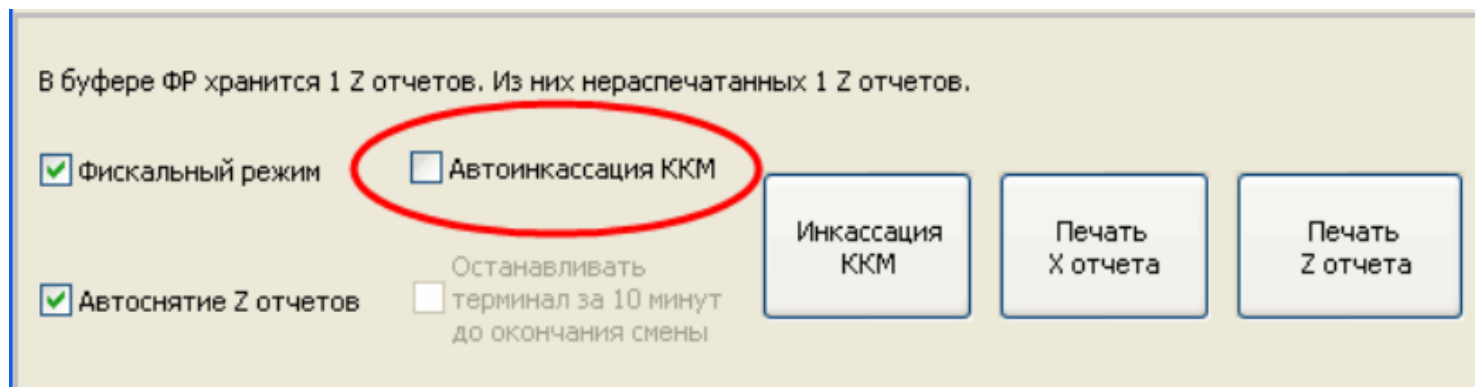 В буфере ФР хранится 1 Z отчетов. Из них нераспечатанных 1 Z отчетов.
Фискальный режим
Автоинкассация ККМ
Инкассация
ККМ
Печать
X отчета
Печать
Z отчета
Автоснятие Z отчетов
Останавливать
терминал за 10 минут
до окончания смены